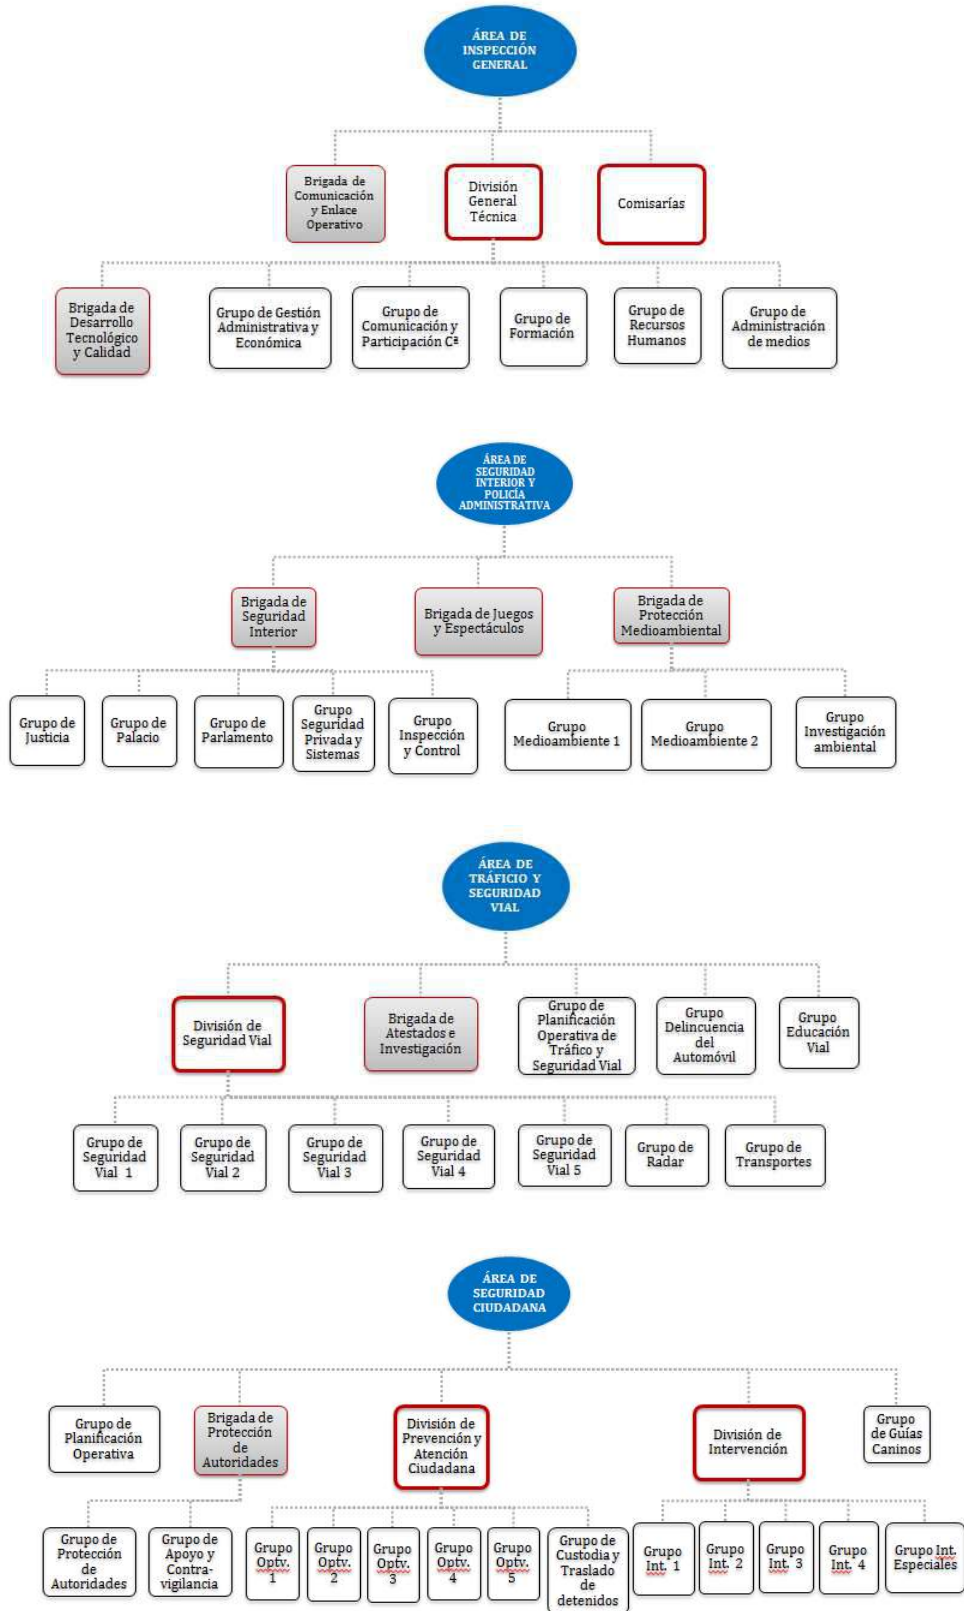 ÁREA DE
INSPECCIÓN
GENERAL
Brigada de
Comunicación
y Enlace
Operativo
División
General
Técnica
Comisarías
Brigada de
Desarrollo
Tecnológico
y Calidad
Grupo de Gestión
Administrativa y
Económica
Grupo de
Comunicación y
Participación Cª
Grupo de
Formación
Grupo de
Recursos
Humanos
Grupo de
Administración
de medios
ÁREA DE
SEGURIDAD
INTERIOR Y
POLICÍA
ADMINISTRATIVA
Brigada de
Seguridad
Interior
Brigada de Juegos
y Espectáculos
Brigada de
Protección
Medioambiental
Grupo de
Justicia
Grupo de
Palacio
Grupo de
Parlamento
Grupo
Seguridad
Privada y
Sistemas
Grupo
Inspección
y Control
Grupo
Medioambiente 1
Grupo
Medioambiente 2
Grupo
Investigación
ambiental
ÁREA DE
TRÁFICIO Y
SEGURIDAD
VIAL
División de
Seguridad Vial
Brigada de
Atestados e
Investigación
Grupo de
Planificación
Operativa de
Tráfico y
Seguridad Vial
Grupo
Delincuencia
del
Automóvil
Grupo
Educación
Vial
Grupo de
Seguridad
Vial 1
Grupo de
Seguridad
Vial 2
Grupo de
Seguridad
Vial 3
Grupo de
Seguridad
Vial 4
Grupo de
Seguridad
Vial 5
Grupo de
Radar
Grupo de
Transportes
ÁREA DE
SEGURIDAD
CIUDADANA
Grupo de
Planificación
Operativa
Brigada de
Protección
de
Autoridades
División de
Prevención y
Atención
Ciudadana
División de
Intervención
Grupo
de Guías
Caninos
Grupo de
Protección
de
Autoridades
Grupo de
Apoyo y
Contra-
vigilancia
Grupo
Optv.
1
Grupo
Optv.
2
Grupo
Optv.
3
Grupo
Optv.
4
Grupo
Optv.
5
Grupo de
Custodia y
Traslado
de
detenidos
Grupo
Int. 1
Grupo
Int. 2
Grupo
Int. 3
Grupo
Int. 4
Grupo Int.
Especiales